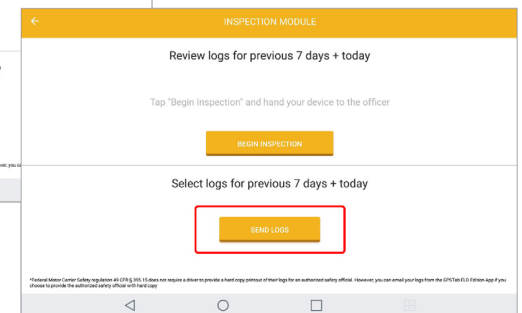 INSPECTION MODULE
Review logs for previous 7 days + today
Tap "Begin Inspection" and hand your device to the officer
BEGIN INSPECTION
Select logs for previous 7 days + today
SEND LOGS
*Federal Motor Carrier Safety regulation 49 CFR § 395.15 does not require a driver to provide a hard copy printout of their logs for an authorized safety official. However, you can email your logs from the GPSTab ELD Edition App if you
choose to provide the authorized safety official with hard copy